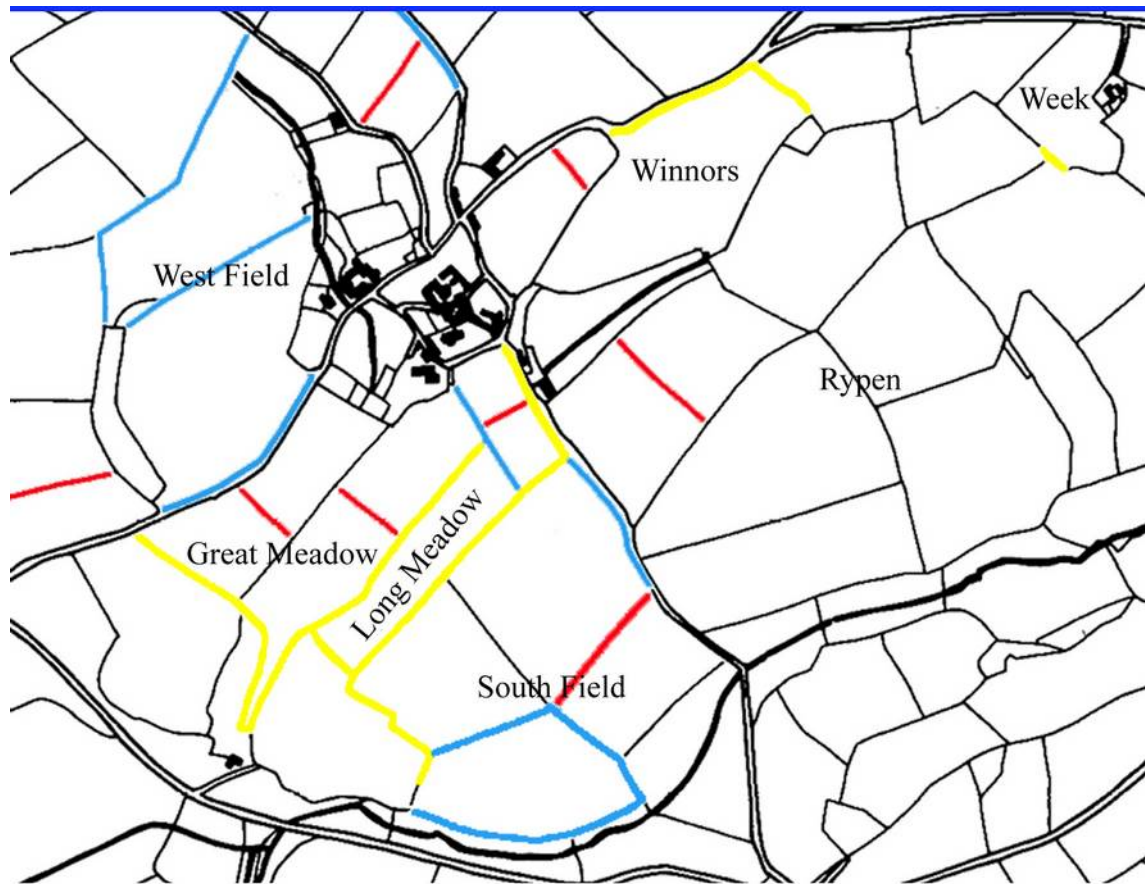 Week
Winnors
West Field
Rypen
Great Meadow
Long Meadow
South Field